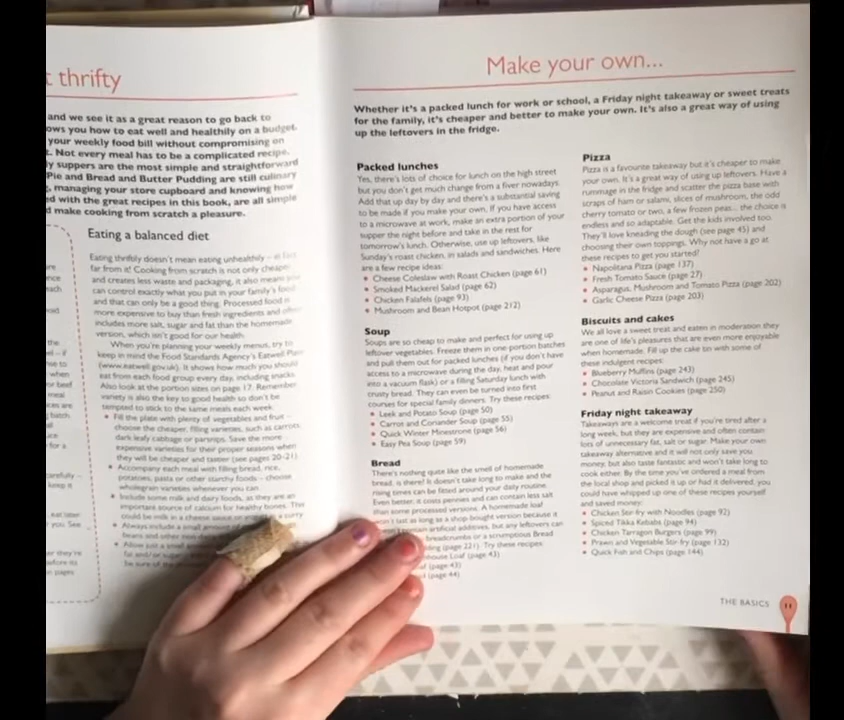 t thrifty
and we see it as a great reason to go back to
ows you how to eat well and healthily on a budget.
your weekly food bill without compromising on
Not every meal has to be a complicated recipe.
y suppers are the most simple and straightforward
Pie and Bread and Butter Pudding are still culinary
managing your store cupboard and knowing how
ed with the great recipes in this book, are all simple
d make cooking from scratch a pleasure.
Eating a balanced diet
Eating thriftily doesn't mean eating unhealthily – in fact
far from it! Cooking from scratch is not only cheaper
and creates less waste and packaging, it also means you
can control exactly what you put in your family's food
and that can only be a good thing. Processed food is
more expensive to buy than fresh ingredients and often
includes more salt, sugar and fat than the homemade
version, which isn't good for our health.
When you're planning your weekly menus, try to
keep in mind the Food Standards Agency's Eatwell Plate
(www.eatwell.gov.uk). It shows how much you should
eat from each food group every day, including snacks.
Also look at the portion sizes on page 17. Remember
variety is also the key to good health so don't be
tempted to stick to the same meals each week.
• Fill the plate with plenty of vegetables and fruit –
choose the cheaper, filling varieties, such as carrots,
dark leafy cabbage or parsnips. Save the more
expensive varieties for their proper seasons when
they will be cheaper and tastier (see pages 20–21)
• Accompany each meal with filling bread, rice,
potatoes, pasta or other starchy foods – choose
wholegrain varieties whenever you can
• Include some milk and dairy foods, as they are an
important source of calcium for healthy bones. This
could be milk in a cheese sauce or
• Always include a small amount of
beans and other non-dairy
• Allow just a small
fat and/or sugar
be sure of
Make your own...
Whether it's a packed lunch for work or school, a Friday night takeaway or sweet treats
for the family, it's cheaper and better to make your own. It's also a great way of using
up the leftovers in the fridge.
Packed lunches
Yes, there's lots of choice for lunch on the high street
but you don't get much change from a fiver nowadays.
Add that up day by day and there's a substantial saving
to be made if you make your own. If you have access
to a microwave at work, make an extra portion of your
supper the night before and take in the rest for
tomorrow's lunch. Otherwise, use up leftovers, like
Sunday's roast chicken, in salads and sandwiches. Here
are a few recipe ideas:
• Cheese Coleslaw with Roast Chicken (page 61)
• Smoked Mackerel Salad (page 62)
• Chicken Falafels (page 93)
• Mushroom and Bean Hotpot (page 212)
Soup
Soups are so cheap to make and perfect for using up
leftover vegetables. Freeze them in one-portion batches
and pull them out for packed lunches (if you don't have
access to a microwave during the day, heat and pour
into a vacuum flask) or a filling Saturday lunch with
crusty bread. They can even be turned into first
courses for special family dinners. Try these recipes:
• Leek and Potato Soup (page 50)
• Carrot and Coriander Soup (page 55)
• Quick Winter Minestrone (page 56)
• Easy Pea Soup (page 59)
Bread
There's nothing quite like the smell of homemade
bread, is there? It doesn't take long to make and the
rising times can be fitted around your daily routine.
Even better, it costs pennies and can contain less salt
than some processed versions. A homemade loaf
won't last as long as a shop bought version because it
contain artificial additives, but any leftovers can
breadcrumbs or a scrumptious Bread
ding (page 221). Try these recipes:
house Loaf (page 43)
af (page 43)
(page 44)
Pizza
Pizza is a favourite takeaway but it's cheaper to make
your own. It's a great way of using up leftovers. Have a
rummage in the fridge and scatter the pizza base with
scraps of ham or salami, slices of mushroom, the odd
cherry tomato or two, a few frozen peas... the choice is
endless and so adaptable. Get the kids involved too.
They'll love kneading the dough (see page 45) and
choosing their own toppings. Why not have a go at
these recipes to get you started?
• Napolitana Pizza (page 137)
• Fresh Tomato Sauce (page 27)
• Asparagus, Mushroom and Tomato Pizza (page 202)
• Garlic Cheese Pizza (page 203)
Biscuits and cakes
We all love a sweet treat and eaten in moderation they
are one of life's pleasures that are even more enjoyable
when homemade. Fill up the cake tin with some of
these indulgent recipes:
• Blueberry Muffins (page 243)
• Chocolate Victoria Sandwich (page 245)
• Peanut and Raisin Cookies (page 250)
Friday night takeaway
Takeaways are a welcome treat if you're tired after a
long week, but they are expensive and often contain
lots of unnecessary fat, salt or sugar. Make your own
takeaway alternative and it will not only save you
money, but also taste fantastic and won't take long to
cook either. By the time you've ordered a meal from
the local shop and picked it up or had it delivered, you
could have whipped up one of these recipes yourself
and saved money:
• Chicken Stir-fry with Noodles (page 92)
• Spiced Tikka Kebabs (page 94)
• Chicken Tarragon Burgers (page 99)
• Prawn and Vegetable Stir-fry (page 132)
• Quick Fish and Chips (page 144)
THE BASICS 11